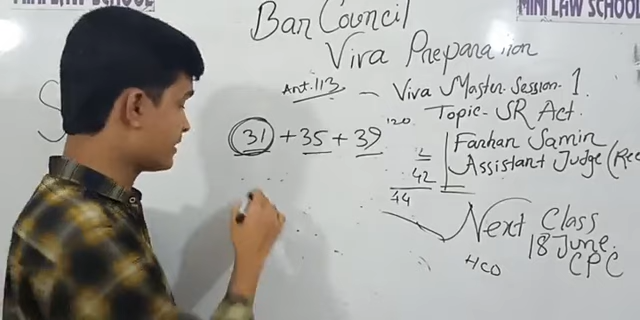 MINI LAW SCHOOL
MINI LAW SCHOOL
Bar Council
Viva Preparation
Art. 113 - Viva Master Session 1.
Topic - SR Act.
31 + 35 + 39
120
Farhan Samin
Assistant Judge (Rec
42
44
Next Class
18 June
CPC
HCD